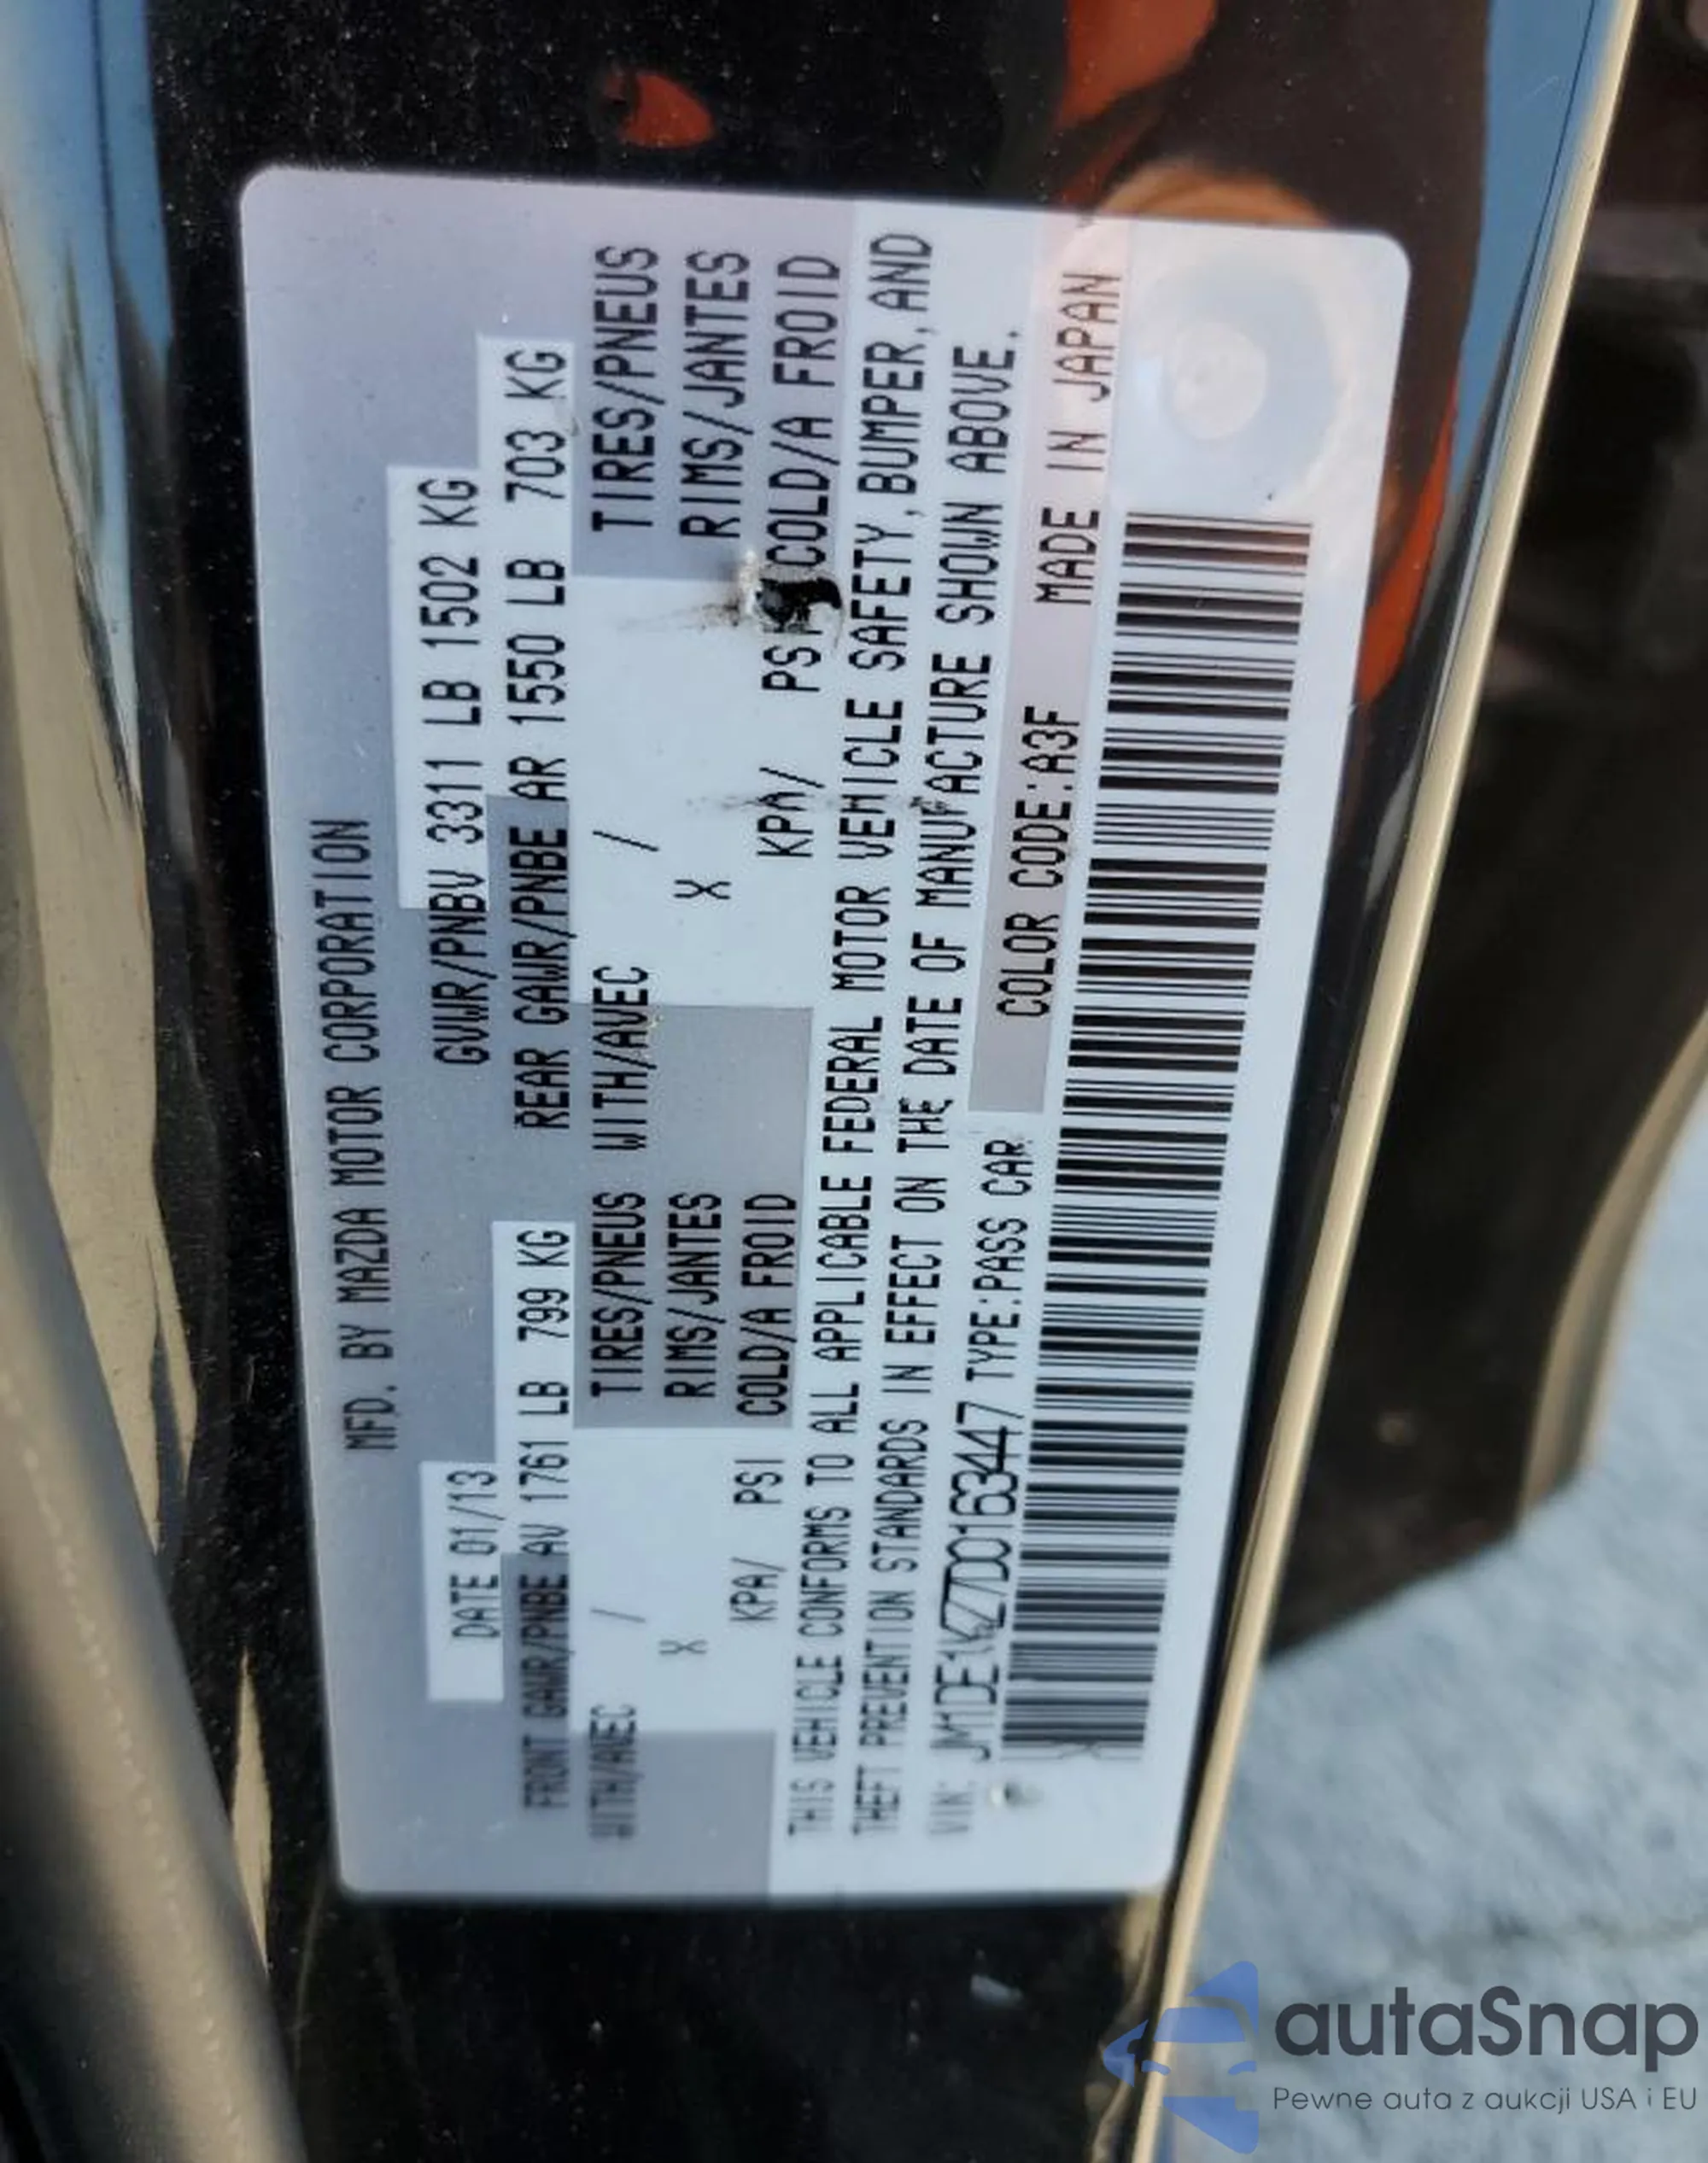 MFD. BY MAZDA MOTOR CORPORATION
DATE 01/13 GVWR/PNBV 3311 LB 1502 KG
FRONT GAWR/PNBE AV 1761 LB 799 KG REAR GAWR/PNBE AR 1550 LB 703 KG
WITH/AVEC / TIRES/PNEUS WITH/AVEC / TIRES/PNEUS
X RIMS/JANTES X RIMS/JANTES
KPA/ PSI COLD/A FROID KPA/ PSI COLD/A FROID
THIS VEHICLE CONFORMS TO ALL APPLICABLE FEDERAL MOTOR VEHICLE SAFETY, BUMPER, AND
THEFT PREVENTION STANDARDS IN EFFECT ON THE DATE OF MANUFACTURE SHOWN ABOVE.
VIN: JM1DE1KZ7D0163447 TYPE:PASS CAR COLOR CODE:A3F MADE IN JAPAN
autaSnap
Pewne auta z aukcji USA i EU